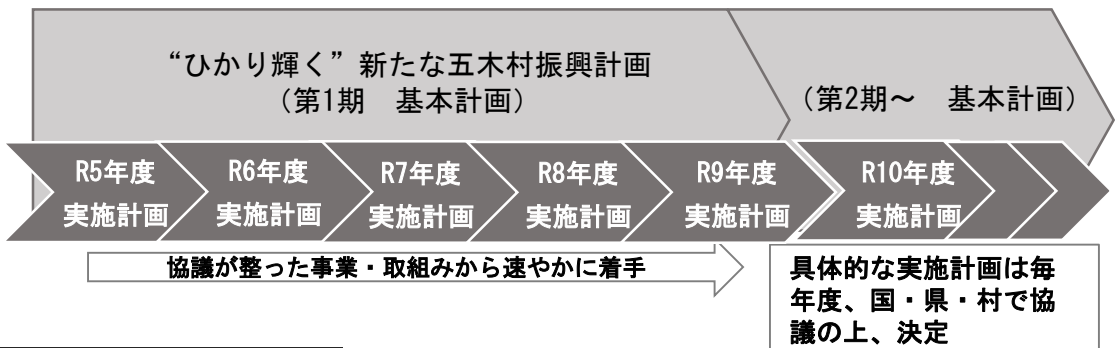 “ひかり輝く”新たな五木村振興計画
（第1期　基本計画）
（第2期～　基本計画）
R5年度
実施計画
R6年度
実施計画
R7年度
実施計画
R8年度
実施計画
R9年度
実施計画
R10年度
実施計画
協議が整った事業・取組みから速やかに着手
具体的な実施計画は毎
年度、国・県・村で協
議の上、決定